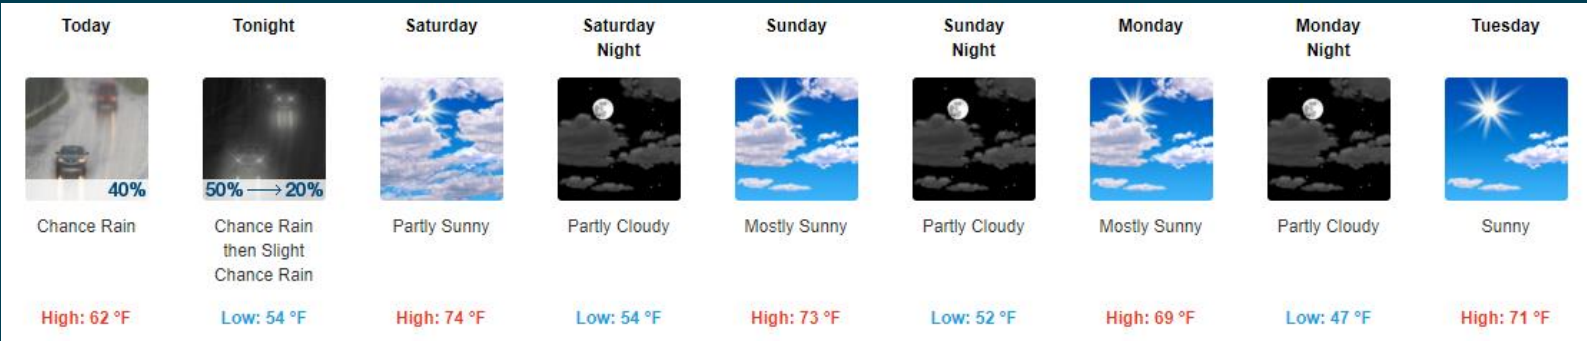 Today
Tonight
Saturday
Saturday
Night
Sunday
Sunday
Night
Monday
Monday
Night
Tuesday
40%
50% → 20%
Chance Rain
Chance Rain
then Slight
Chance Rain
Partly Sunny
Partly Cloudy
Mostly Sunny
Partly Cloudy
Mostly Sunny
Partly Cloudy
Sunny
High: 62 °F
Low: 54 °F
High: 74 °F
Low: 54 °F
High: 73 °F
Low: 52 °F
High: 69 °F
Low: 47 °F
High: 71 °F